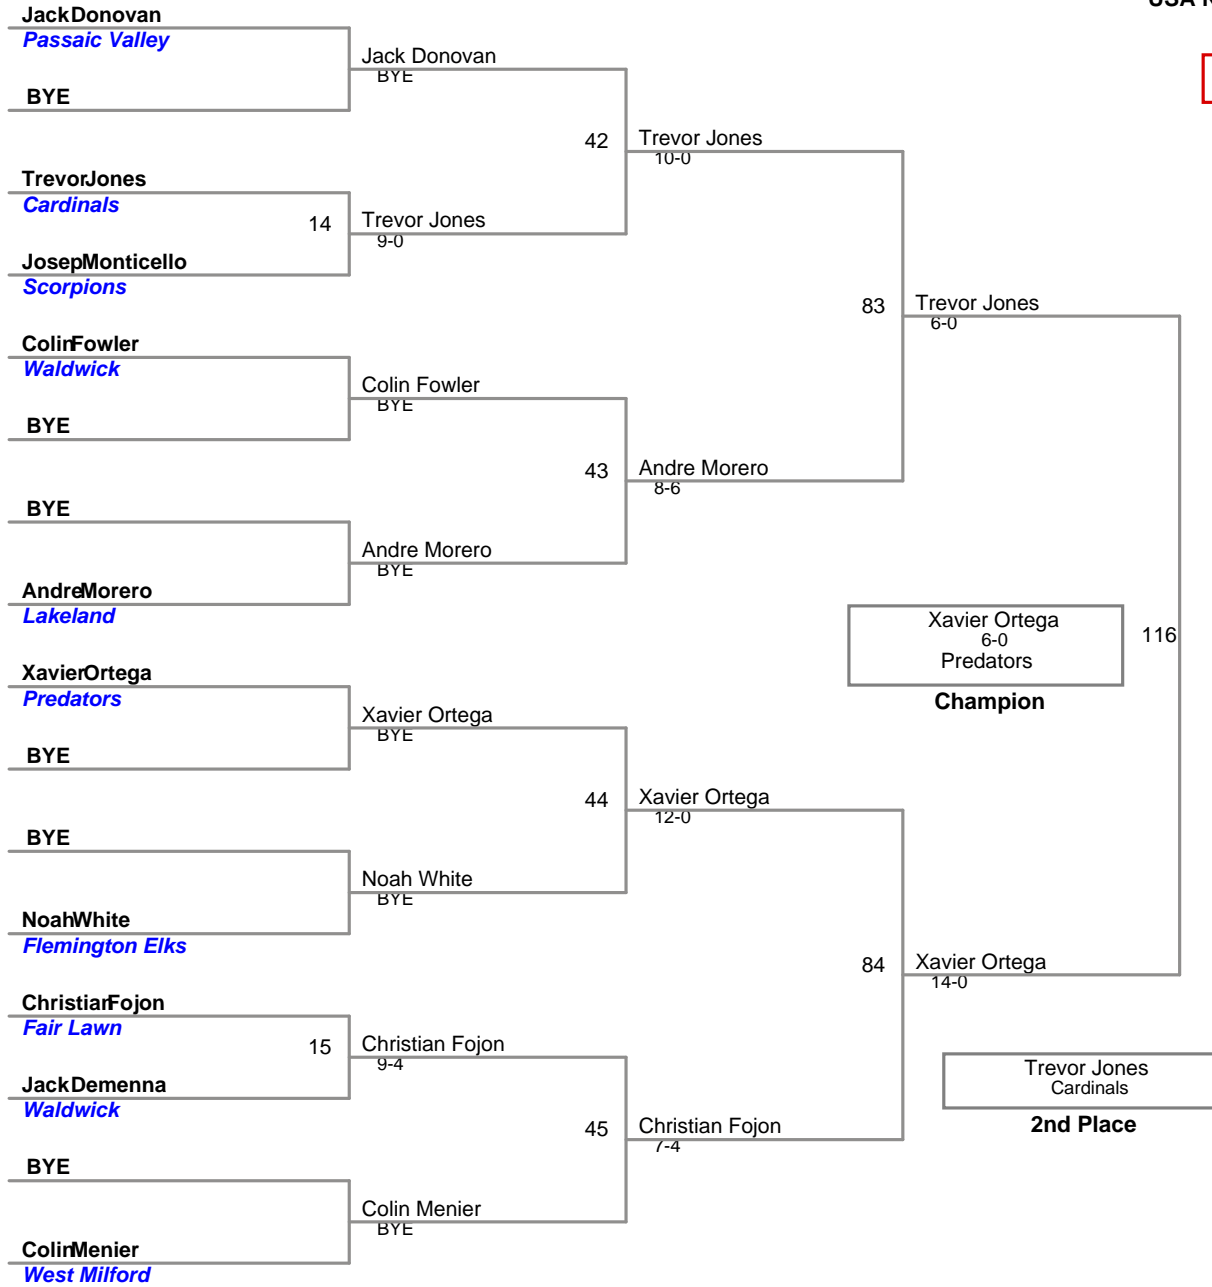 USA
JackDonovan
Passaic Valley
Jack Donovan
BYE
BYE
42
Trevor Jones
10-0
TrevorJones
Cardinals
14
Trevor Jones
9-0
JosepMonticello
Scorpions
83
Trevor Jones
6-0
ColinFowler
Waldwick
Colin Fowler
BYE
BYE
43
Andre Morero
8-6
BYE
Andre Morero
BYE
AndreMorero
Lakeland
Xavier Ortega
6-0
Predators
Champion
116
XavierOrtega
Predators
Xavier Ortega
BYE
BYE
44
Xavier Ortega
12-0
BYE
Noah White
BYE
NoahWhite
Flemington Elks
84
Xavier Ortega
14-0
ChristianFojon
Fair Lawn
15
Christian Fojon
9-4
JackDemenna
Waldwick
Trevor Jones
Cardinals
2nd Place
45
Christian Fojon
7-4
BYE
Colin Menier
BYE
ColinMenier
West Milford